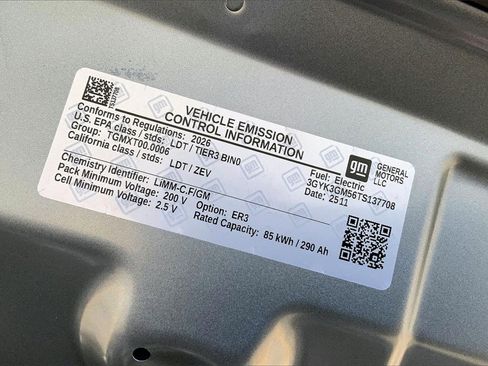 TS137708
VEHICLE EMISSION
CONTROL INFORMATION
Conforms to Regulations: 2026
U.S. EPA class / stds: LDT / TIER3 BIN0
Group: TGMXT00.0006
California class / stds: LDT / ZEV
gm
GENERAL
MOTORS
LLC
Fuel: Electric
3GYK3GM56TS137708
Date: 2511
Chemistry Identifier: LiMM-C,F/GM
Pack Minimum Voltage: 200 V
Option: ER3
Cell Minimum Voltage: 2.5 V
Rated Capacity: 85 kWh / 290 Ah